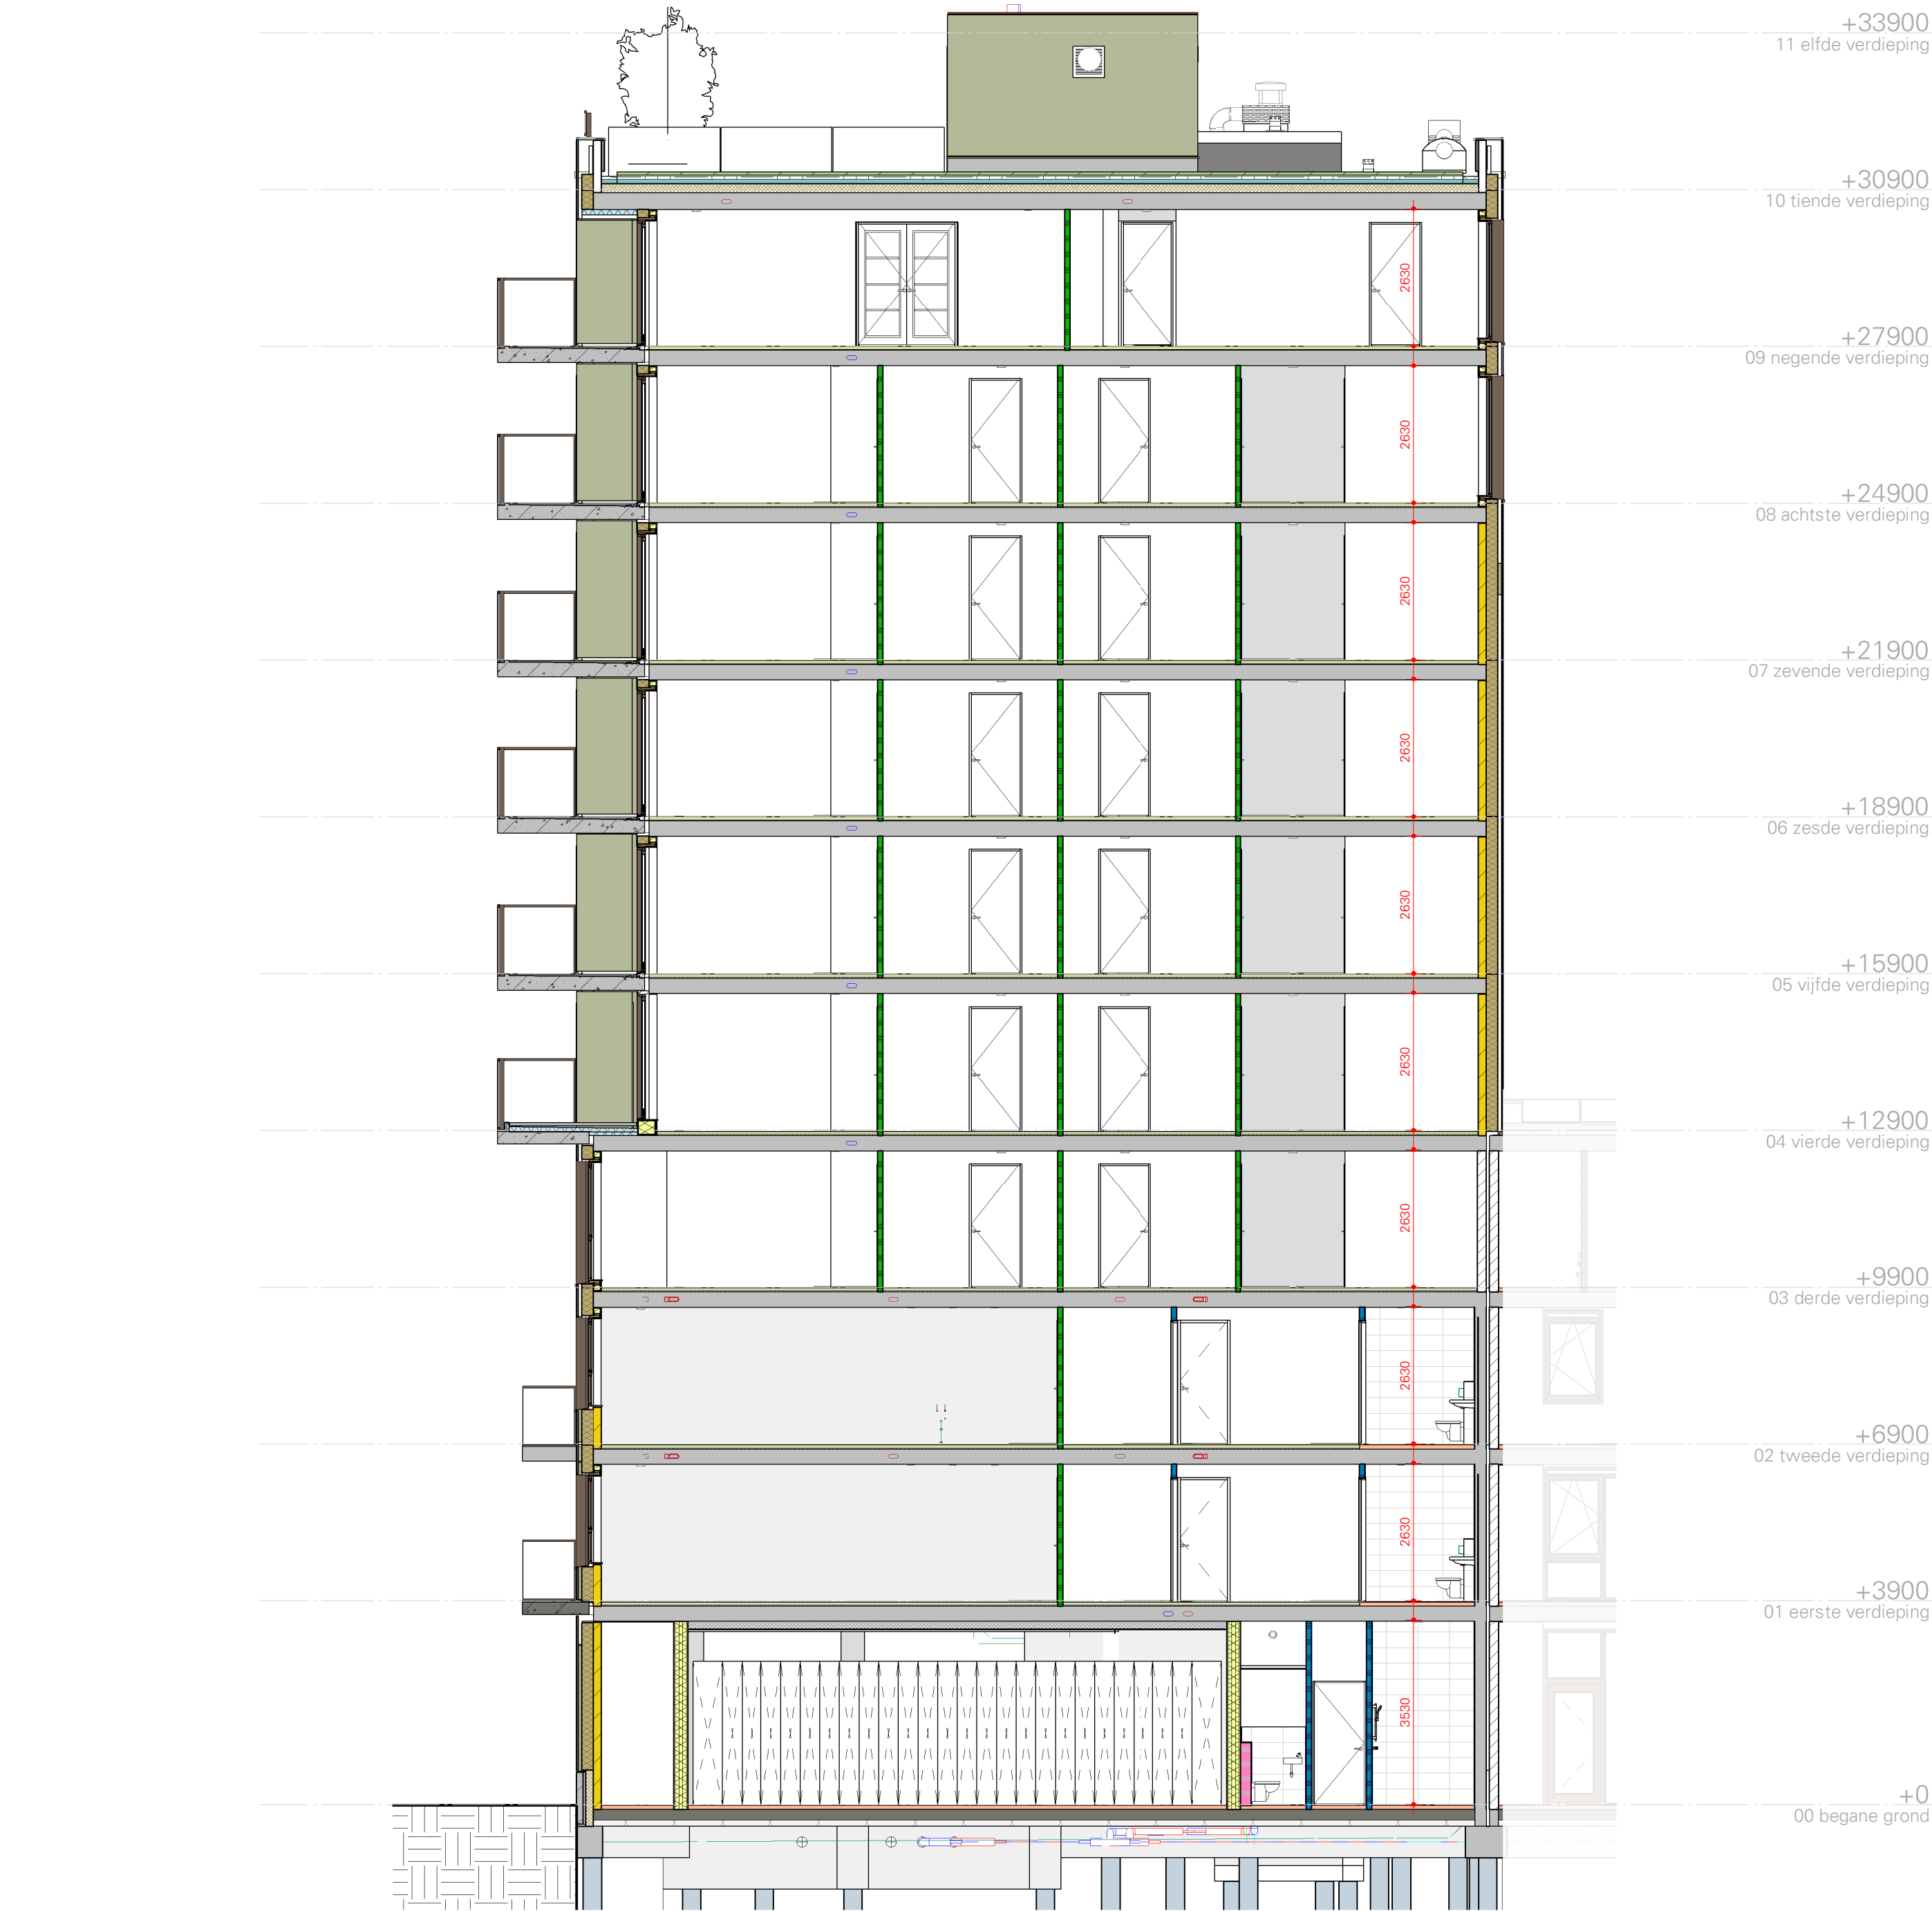 +33900
11 elfde verdieping
+30900
10 tiende verdieping
2630
+27900
09 negende verdieping
2630
+24900
08 achtste verdieping
2630
+21900
07 zevende verdieping
2630
+18900
06 zesde verdieping
2630
+15900
05 vijfde verdieping
2630
+12900
04 vierde verdieping
2630
+9900
03 derde verdieping
2630
+6900
02 tweede verdieping
2630
+3900
01 eerste verdieping
3530
+0
00 begane grond